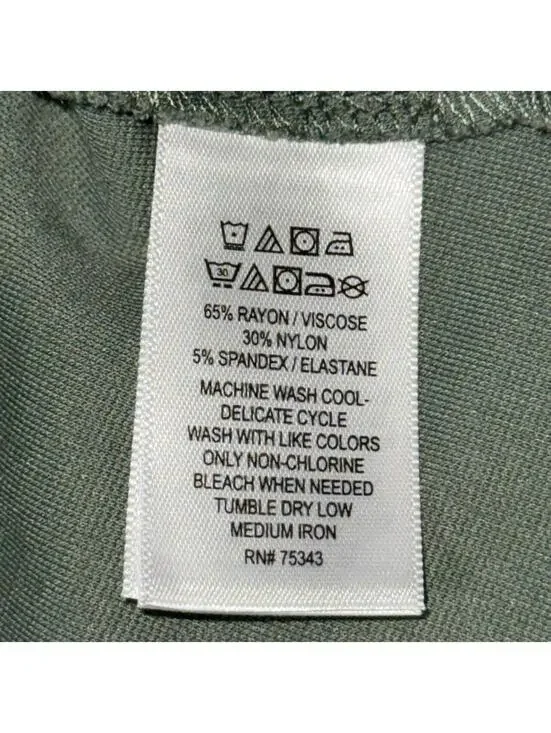 30
65% RAYON / VISCOSE
30% NYLON
5% SPANDEX / ELASTANE
MACHINE WASH COOL-
DELICATE CYCLE
WASH WITH LIKE COLORS
ONLY NON-CHLORINE
BLEACH WHEN NEEDED
TUMBLE DRY LOW
MEDIUM IRON
RN# 75343